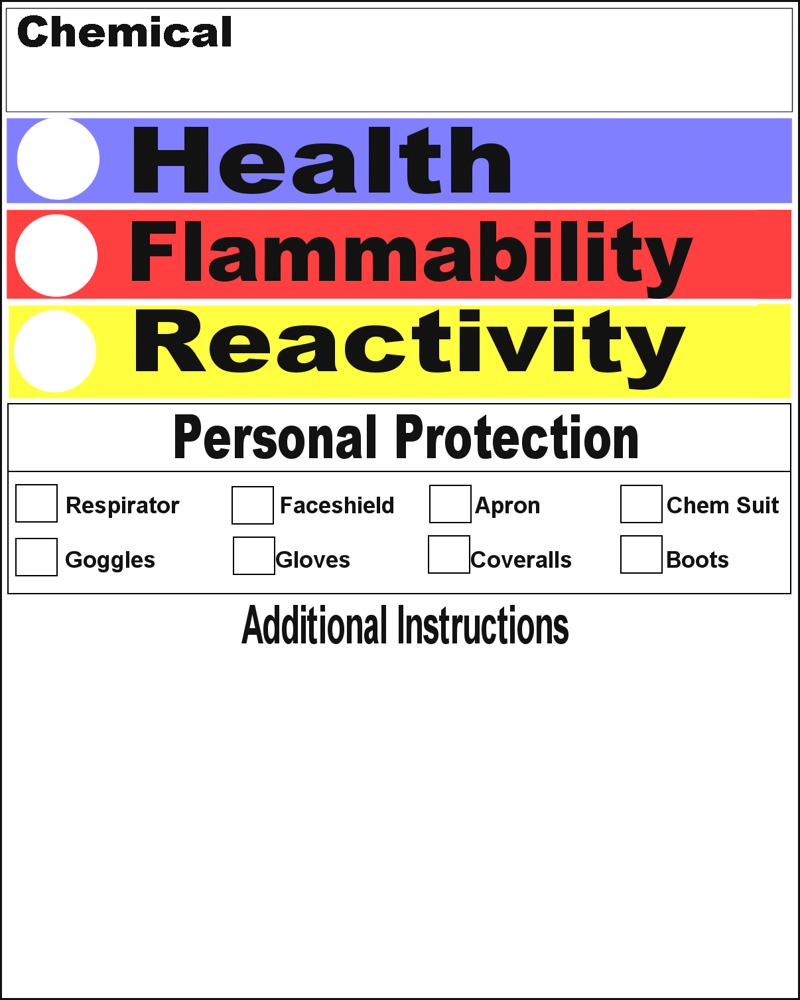 Chemical
Health
Flammability
Reactivity
Personal Protection
Respirator Faceshield Apron Chem Suit
Goggles Gloves Coveralls Boots
Additional Instructions